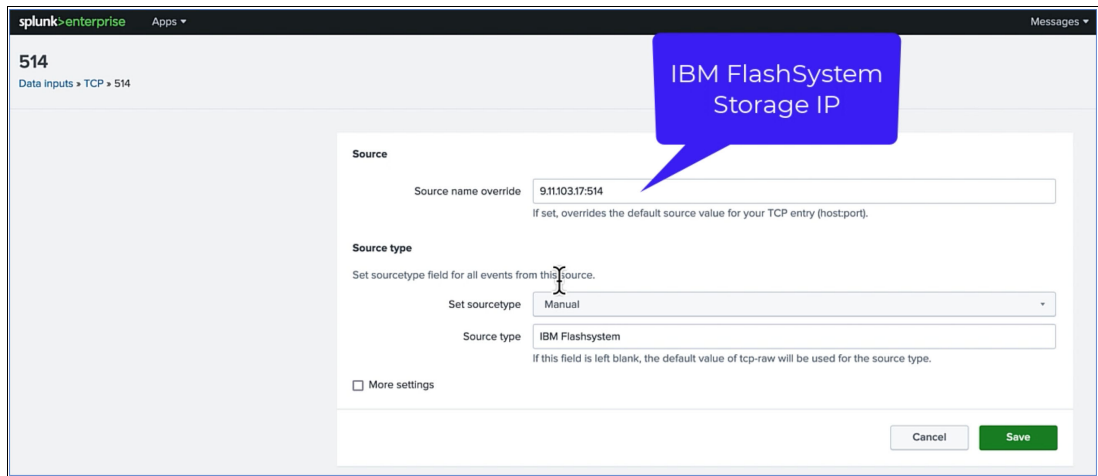 splunk>enterprise Apps Messages
514
Data inputs » TCP » 514
IBM FlashSystem
Storage IP
Source
Source name override 9.11.103.17:514
If set, overrides the default source value for your TCP entry (host:port).
Source type
Set sourcetype field for all events from this source.
Set sourcetype Manual
Source type IBM Flashsystem
If this field is left blank, the default value of tcp-raw will be used for the source type.
More settings
Cancel Save